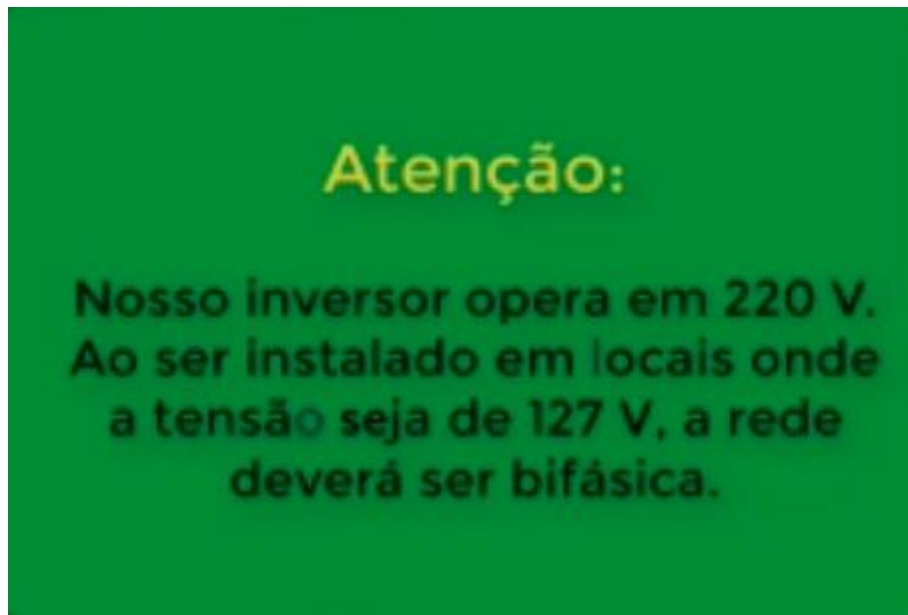 Atenção:
Nosso inversor opera em 220 V.
Ao ser instalado em locais onde
a tensão seja de 127 V, a rede
deverá ser bifásica.